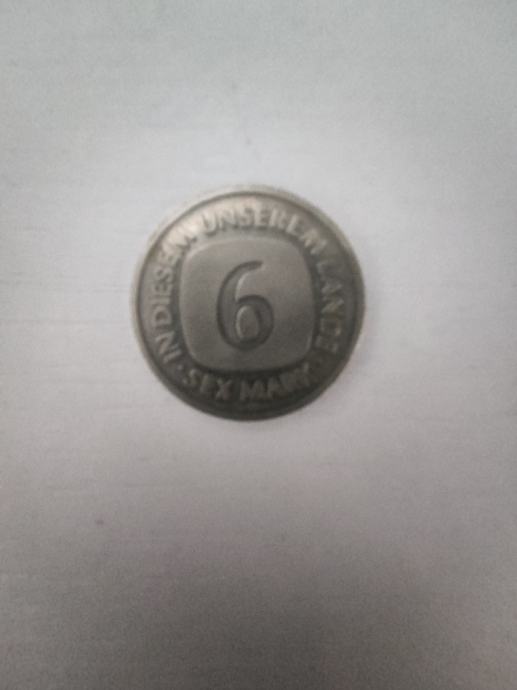 IN DIESEM UNSEREM LANDE
6
· SEX MARK ·